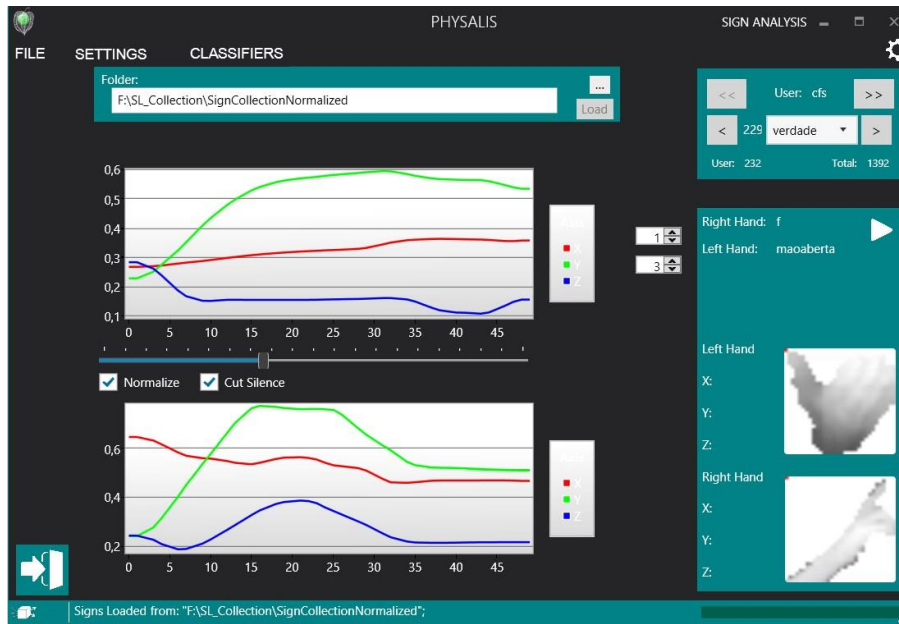 PHYSALIS
SIGN ANALYSIS
FILE SETTINGS CLASSIFIERS
Folder:
F:\SL_Collection\SignCollectionNormalized
...
Load
<< User: cfs >>
< 229 verdade >
User: 232 Total: 1392
0,6
0,5
0,4
0,3
0,2
0,1
0 5 10 15 20 25 30 35 40 45
X
Y
Z
1
3
Normalize Cut Silence
0,6
0,4
0,2
0 5 10 15 20 25 30 35 40 45
X
Y
Z
Right Hand: f
Left Hand: maoaberta
Left Hand
X:
Y:
Z:
Right Hand
X:
Y:
Z:
Signs Loaded from: "F:\SL_Collection\SignCollectionNormalized";